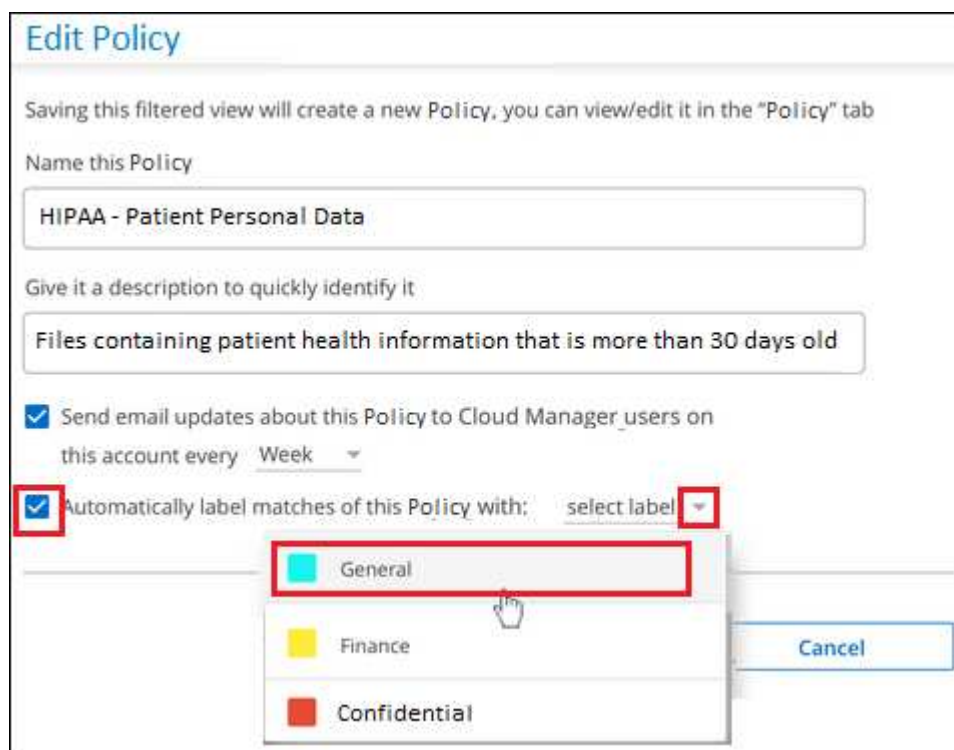 Edit Policy
Saving this filtered view will create a new Policy, you can view/edit it in the "Policy" tab
Name this Policy
HIPAA - Patient Personal Data
Give it a description to quickly identify it
Files containing patient health information that is more than 30 days old
Send email updates about this Policy to Cloud Manager users on
this account every Week
Automatically label matches of this Policy with: select label
General
Finance
Cancel
Confidential